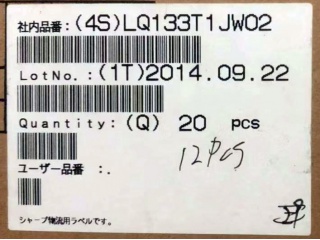 社内品番:(4S)LQ133T1JW02
LotNo.:(1T)2014.09.22
Quantity:(Q) 20 pcs
12pcs
ユーザー品番 :.
シャープ物流用ラベルです。